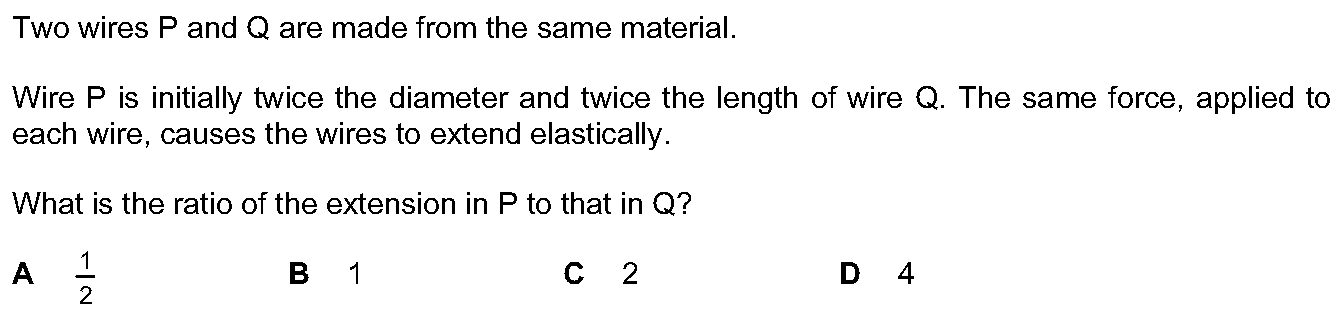 Two wires P and Q are made from the same material.
Wire P is initially twice the diameter and twice the length of wire Q. The same force, applied to
each wire, causes the wires to extend elastically.
What is the ratio of the extension in P to that in Q?
A 1/2 B 1 C 2 D 4